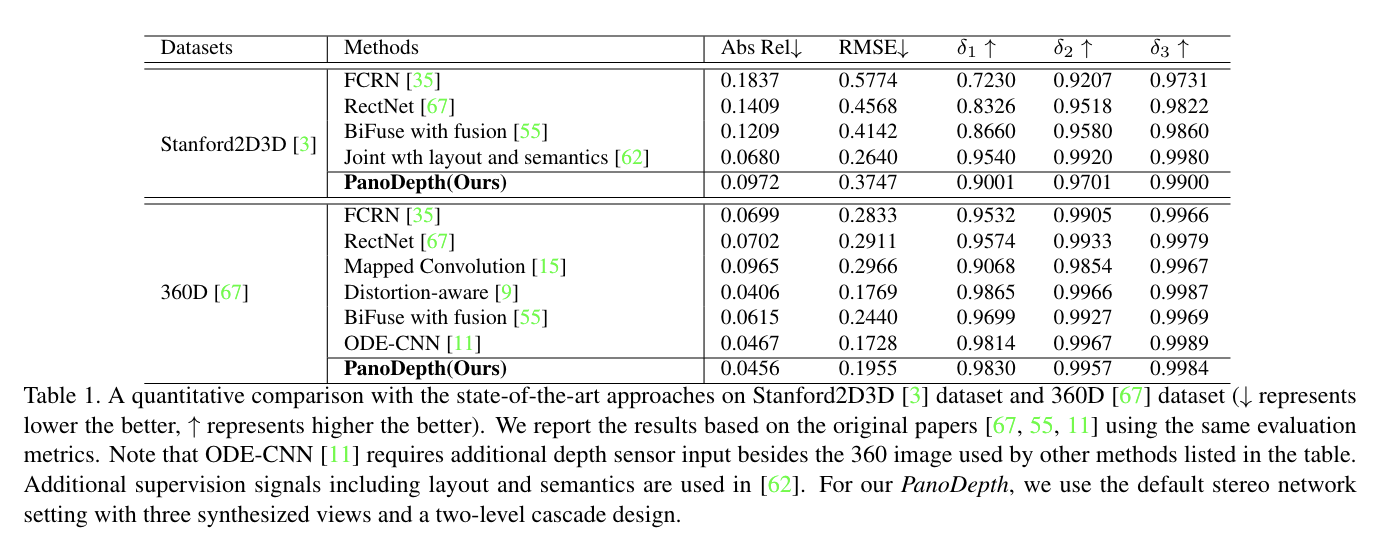 Datasets Methods Abs Rel↓ RMSE↓ δ1 ↑ δ2 ↑ δ3 ↑
FCRN [35] 0.1837 0.5774 0.7230 0.9207 0.9731
RectNet [67] 0.1409 0.4568 0.8326 0.9518 0.9822
BiFuse with fusion [55] 0.1209 0.4142 0.8660 0.9580 0.9860
Stanford2D3D [3]
Joint wth layout and semantics [62] 0.0680 0.2640 0.9540 0.9920 0.9980
PanoDepth(Ours) 0.0972 0.3747 0.9001 0.9701 0.9900
FCRN [35] 0.0699 0.2833 0.9532 0.9905 0.9966
RectNet [67] 0.0702 0.2911 0.9574 0.9933 0.9979
Mapped Convolution [15] 0.0965 0.2966 0.9068 0.9854 0.9967
360D [67] Distortion-aware [9] 0.0406 0.1769 0.9865 0.9966 0.9987
BiFuse with fusion [55] 0.0615 0.2440 0.9699 0.9927 0.9969
ODE-CNN [11] 0.0467 0.1728 0.9814 0.9967 0.9989
PanoDepth(Ours) 0.0456 0.1955 0.9830 0.9957 0.9984
Table 1. A quantitative comparison with the state-of-the-art approaches on Stanford2D3D [3] dataset and 360D [67] dataset (↓ represents
lower the better, ↑ represents higher the better). We report the results based on the original papers [67, 55, 11] using the same evaluation
metrics. Note that ODE-CNN [11] requires additional depth sensor input besides the 360 image used by other methods listed in the table.
Additional supervision signals including layout and semantics are used in [62]. For our PanoDepth, we use the default stereo network
setting with three synthesized views and a two-level cascade design.